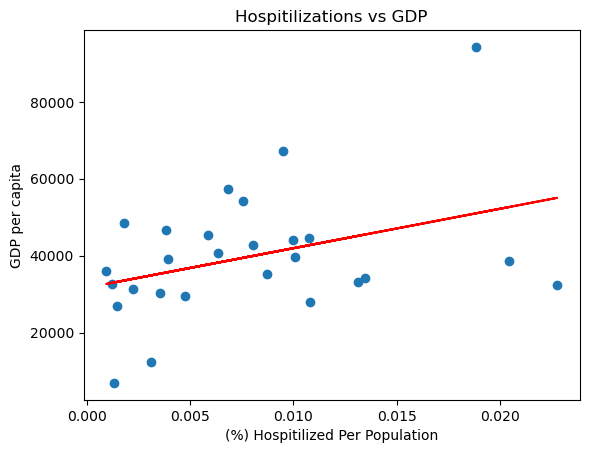 Hospitilizations vs GDP
GDP per capita
80000
60000
40000
20000
0.000 0.005 0.010 0.015 0.020
(%) Hospitilized Per Population